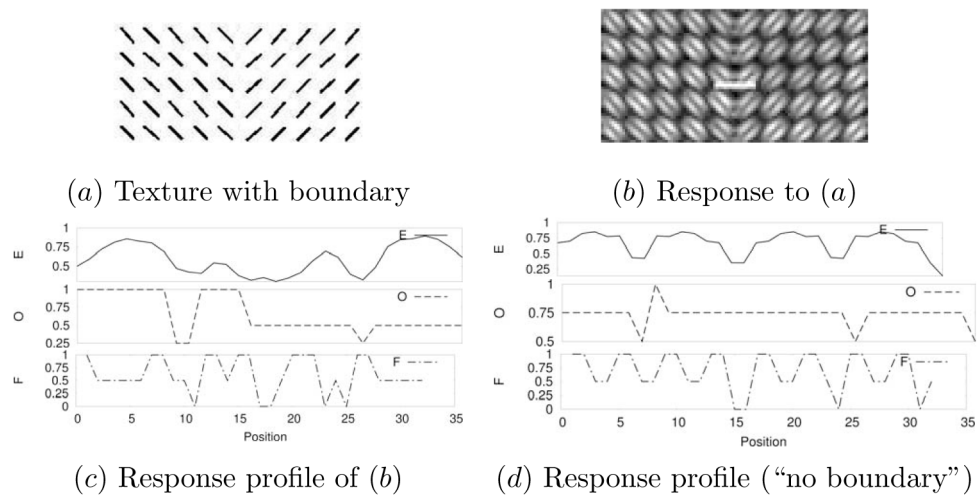 (a) Texture with boundary
(b) Response to (a)
E
1
0.75
0.5
E
O
1
0.75
0.5
0.25
O
F
1
0.75
0.5
0.25
0
F
0 5 10 15 20 25 30 35
Position
E
1
0.75
0.5
0.25
E
O
1
0.75
0.5
O
F
1
0.75
0.5
0.25
0
F
0 5 10 15 20 25 30 35
Position
(c) Response profile of (b)
(d) Response profile (“no boundary”)